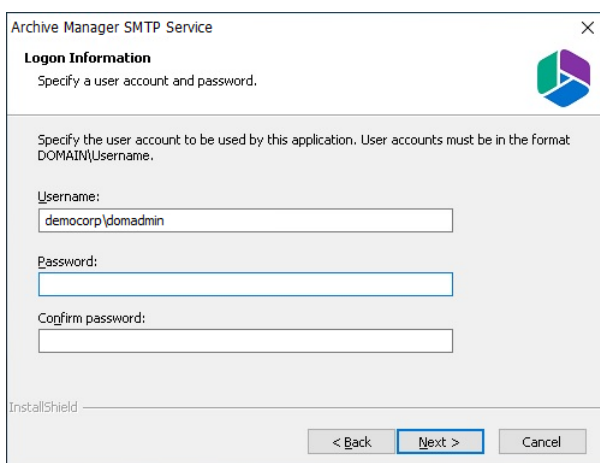 Archive Manager SMTP Service
Logon Information
Specify a user account and password.
Specify the user account to be used by this application. User accounts must be in the format
DOMAIN\Username.
Username:
democorp\domadmin
Password:
Confirm password:
InstallShield
< Back
Next >
Cancel